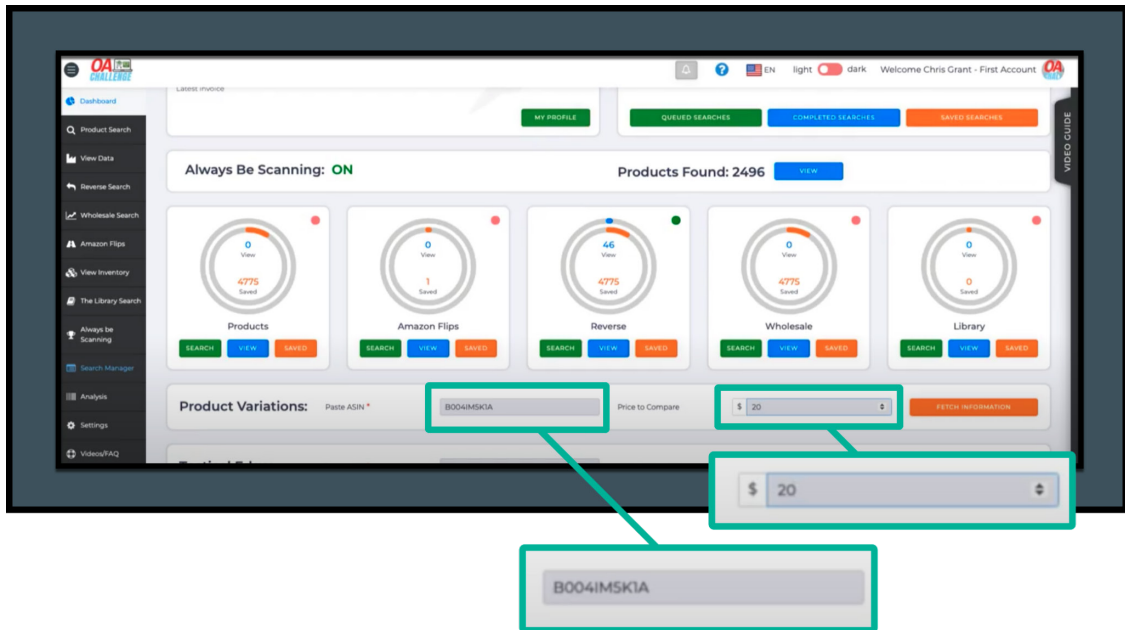 OA
CHALLENGE
EN light dark Welcome Chris Grant - First Account OA
Dashboard
Product Search
View Data
Reverse Search
Wholesale Search
Amazon Flips
View Inventory
The Library Search
Always be
Scanning
Search Manager
Analysis
Settings
Videos/FAQ
VIDEO GUIDE
Latest Invoice
MY PROFILE
QUEUED SEARCHES COMPLETED SEARCHES SAVED SEARCHES
Always Be Scanning: ON Products Found: 2496 VIEW
0
View
4775
Saved
Products
SEARCH VIEW SAVED
0
View
1
Saved
Amazon Flips
SEARCH VIEW SAVED
46
View
4775
Saved
Reverse
SEARCH VIEW SAVED
0
View
4775
Saved
Wholesale
SEARCH VIEW SAVED
0
View
0
Saved
Library
SEARCH VIEW SAVED
Product Variations: Paste ASIN * B004IM5K1A Price to Compare $ 20 FETCH INFORMATION
$ 20
B004IM5K1A